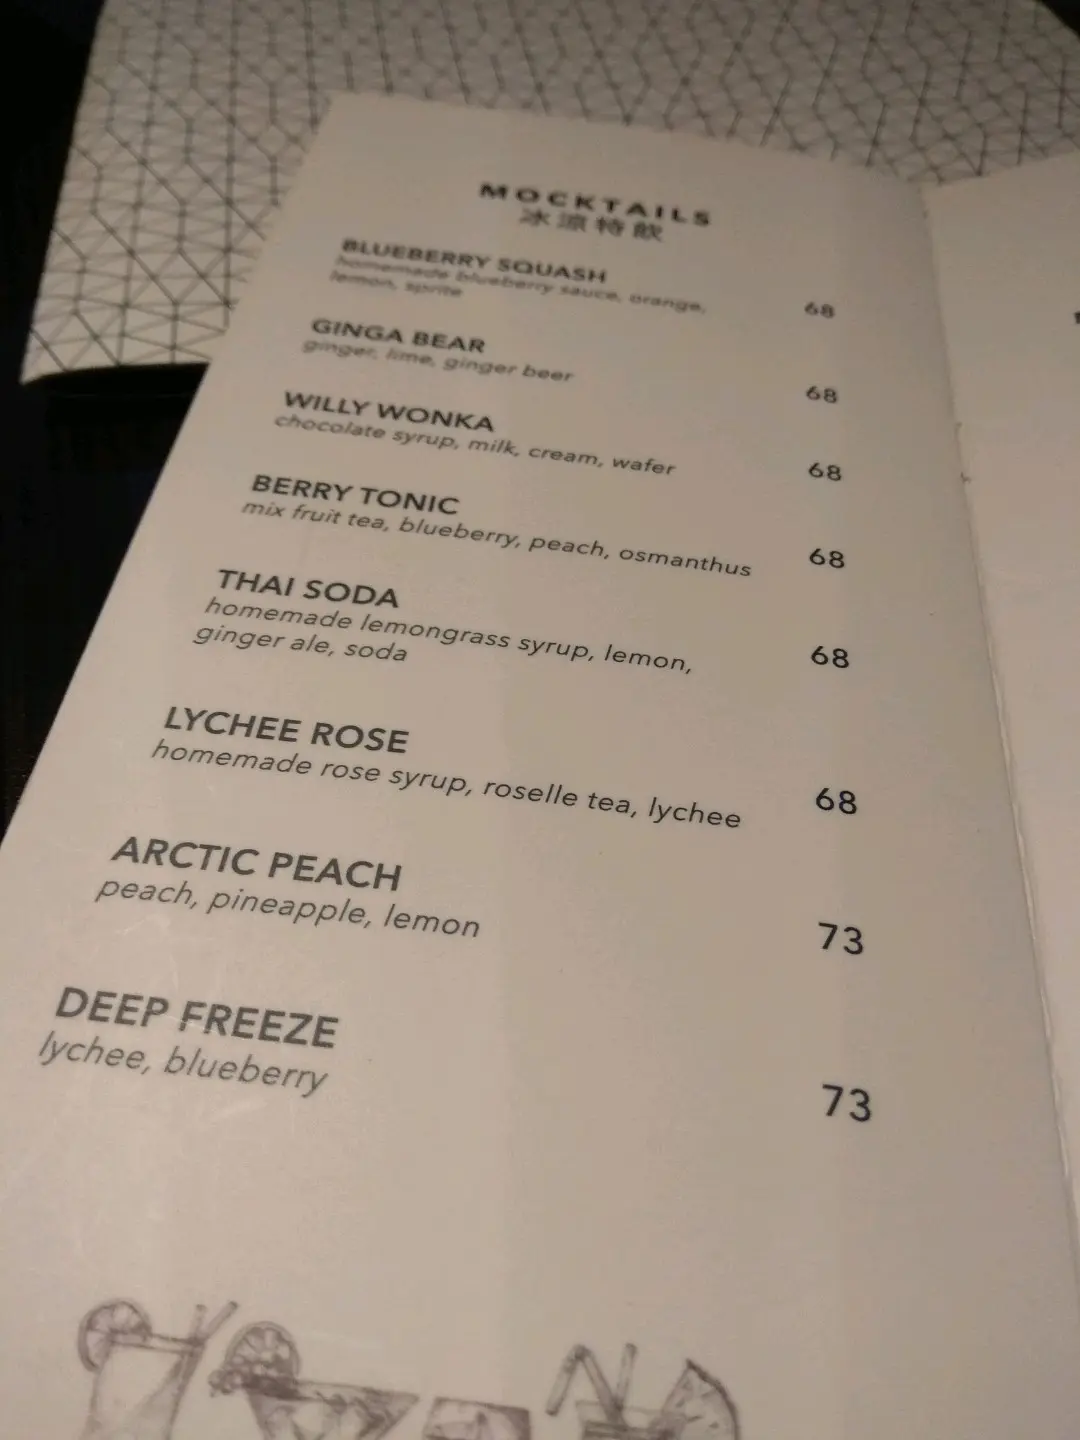 MOCKTAILS
冰涼特飲
BLUEBERRY SQUASH
homemade blueberry sauce, orange,
lemon, sprite
68
GINGA BEAR
ginger, lime, ginger beer
68
WILLY WONKA
chocolate syrup, milk, cream, wafer
68
BERRY TONIC
mix fruit tea, blueberry, peach, osmanthus
68
THAI SODA
homemade lemongrass syrup, lemon,
ginger ale, soda
68
LYCHEE ROSE
homemade rose syrup, roselle tea, lychee
68
ARCTIC PEACH
peach, pineapple, lemon
73
DEEP FREEZE
lychee, blueberry
73